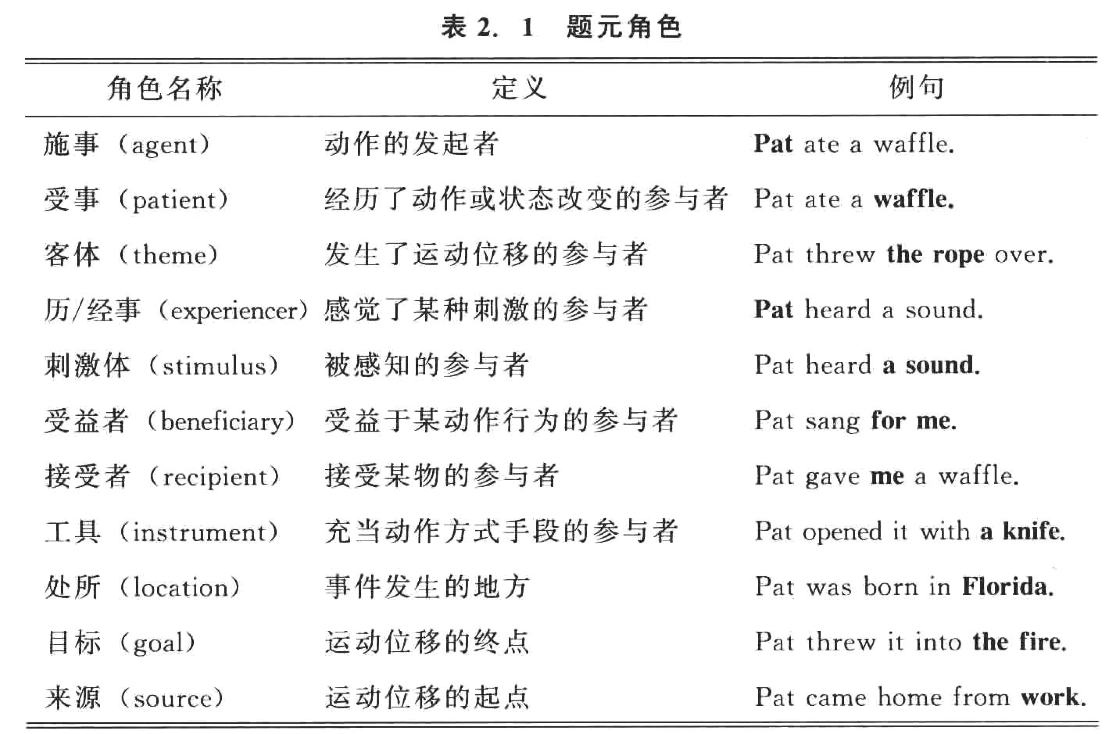 表 2. 1 题元角色
角色名称 定义 例句
施事（agent） 动作的发起者 Pat ate a waffle.
受事（patient） 经历了动作或状态改变的参与者 Pat ate a waffle.
客体（theme） 发生了运动位移的参与者 Pat threw the rope over.
历/经事（experiencer） 感觉了某种刺激的参与者 Pat heard a sound.
刺激体（stimulus） 被感知的参与者 Pat heard a sound.
受益者（beneficiary） 受益于某动作行为的参与者 Pat sang for me.
接受者（recipient） 接受某物的参与者 Pat gave me a waffle.
工具（instrument） 充当动作方式手段的参与者 Pat opened it with a knife.
处所（location） 事件发生的地方 Pat was born in Florida.
目标（goal） 运动位移的终点 Pat threw it into the fire.
来源（source） 运动位移的起点 Pat came home from work.